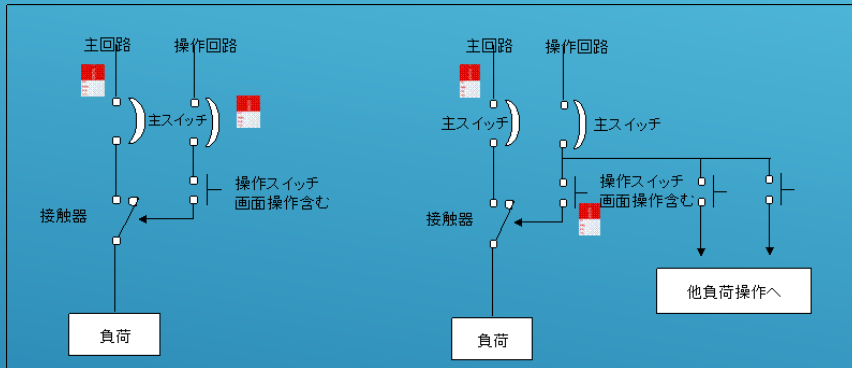 主回路
操作回路
主スイッチ
操作スイッチ
画面操作含む
接触器
負荷
主回路
操作回路
主スイッチ
主スイッチ
操作スイッチ
画面操作含む
接触器
他負荷操作へ
負荷